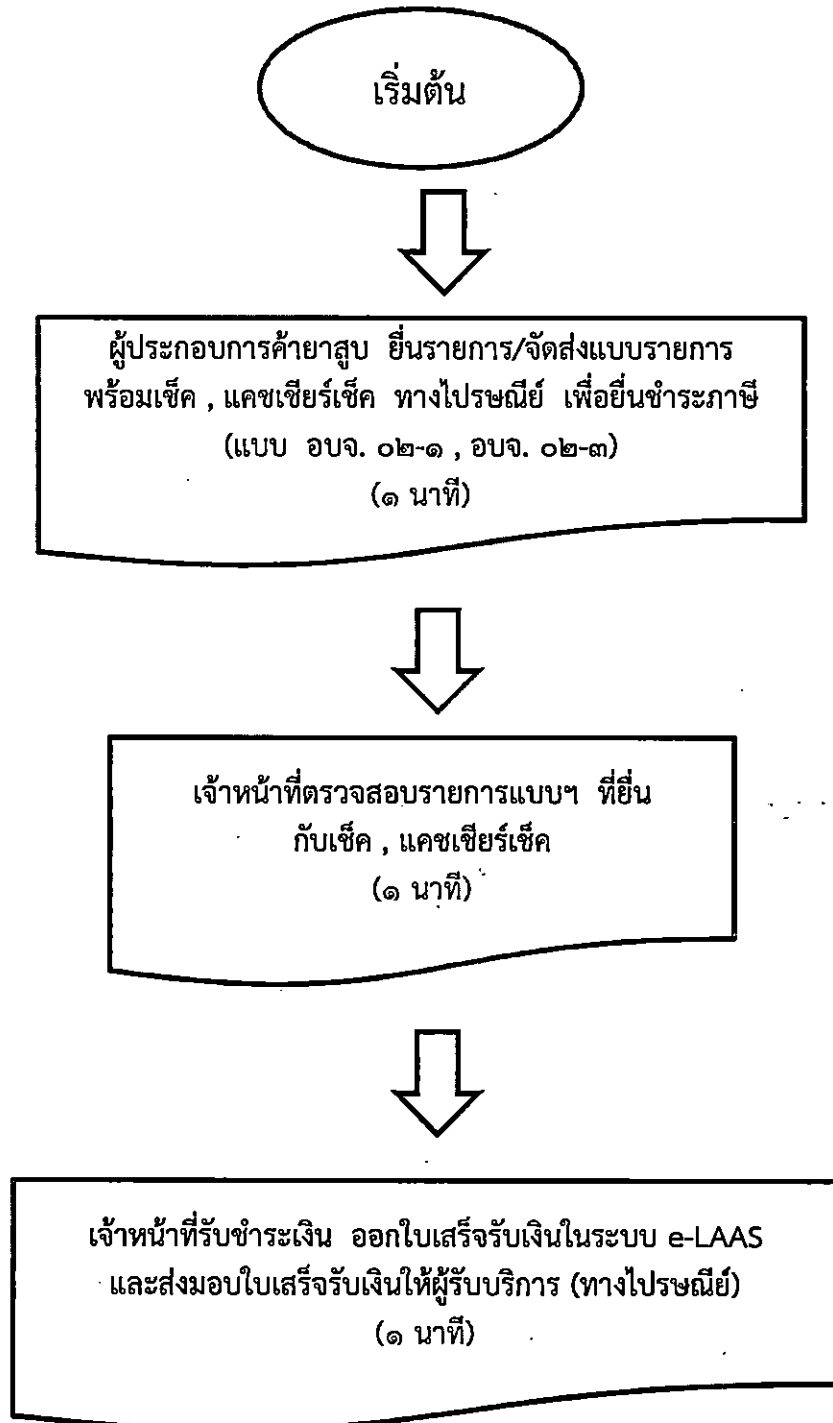 เริ่มต้น
ผู้ประกอบการค้ายาสูบ ยื่นรายการ/จัดส่งแบบรายการ
พร้อมเช็ค , แคชเชียร์เช็ค ทางไปรษณีย์ เพื่อยื่นชำระภาษี
(แบบ อบจ. ๐๒-๑ , อบจ. ๐๒-๓)
(๑ นาที)
เจ้าหน้าที่ตรวจสอบรายการแบบฯ ที่ยื่น
กับเช็ค , แคชเชียร์เช็ค
(๑ นาที)
เจ้าหน้าที่รับชำระเงิน ออกใบเสร็จรับเงินในระบบ e-LAAS
และส่งมอบใบเสร็จรับเงินให้ผู้รับบริการ (ทางไปรษณีย์)
(๑ นาที)